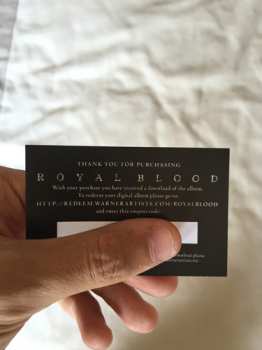 THANK YOU FOR PURCHASING
ROYAL BLOOD
With your purchase you have received a download of the album.
To redeem your digital album please go to:
HTTP://REDEEM.WARNERARTISTS.COM/ROYALBLOOD
and enter this coupon code:
please